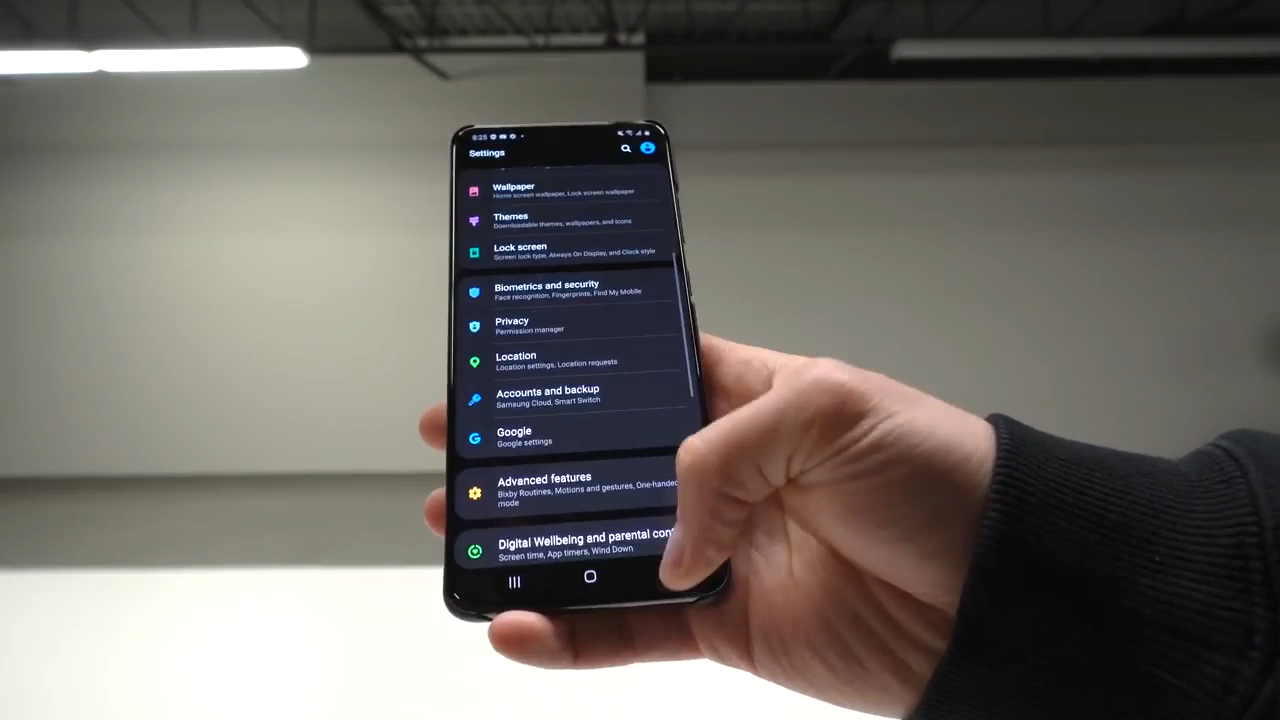 8:25
Settings
Wallpaper
Home screen wallpaper, Lock screen wallpaper
Themes
Downloadable themes, wallpapers, and icons
Lock screen
Screen lock type, Always On Display, and Clock style
Biometrics and security
Face recognition, Fingerprints, Find My Mobile
Privacy
Permission manager
Location
Location settings, Location requests
Accounts and backup
Samsung Cloud, Smart Switch
Google
Google settings
Advanced features
Bixby Routines, Motions and gestures, One-handed
mode
Digital Wellbeing and parental cont
Screen time, App timers, Wind Down